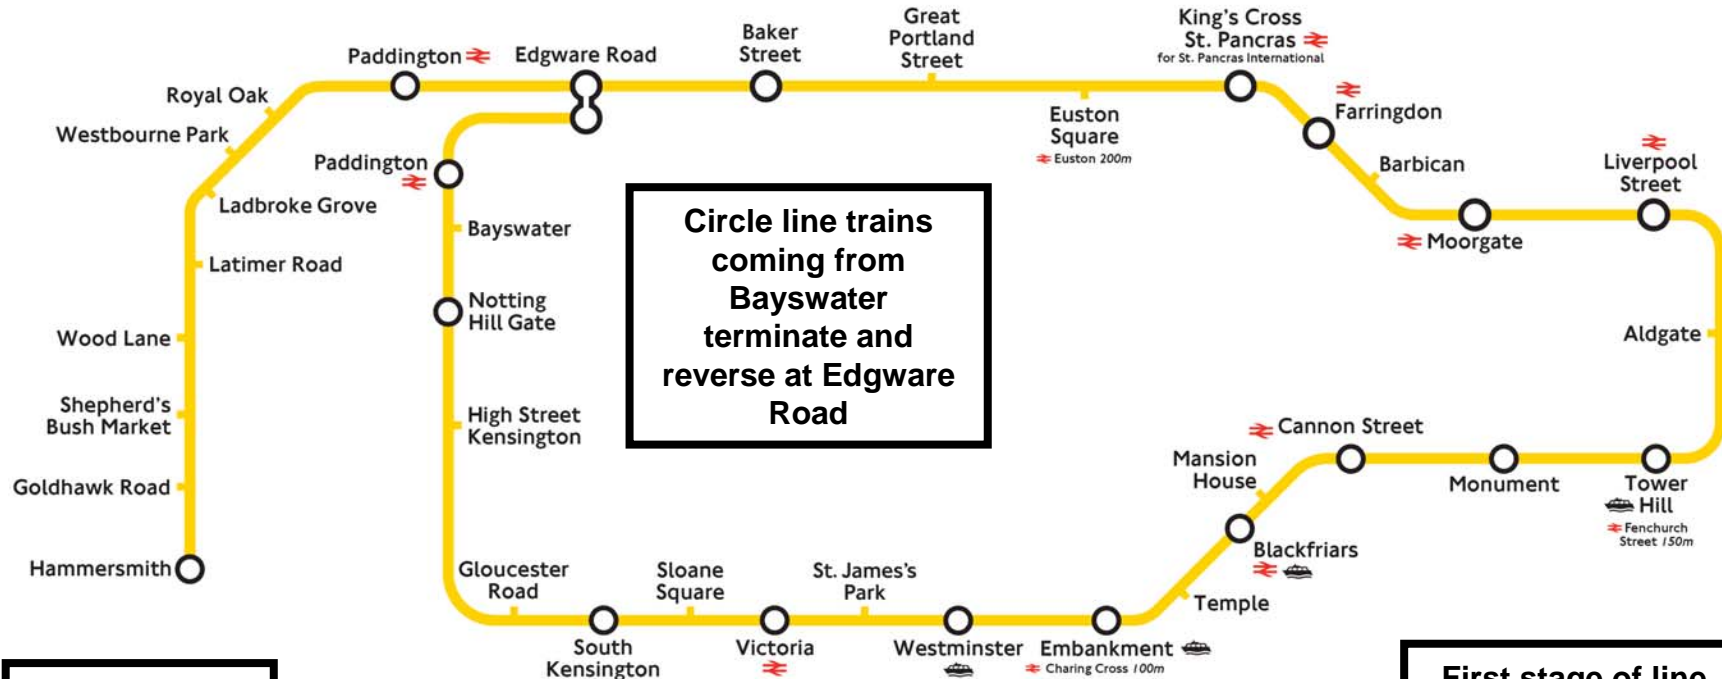 Great
Portland
Street
King's Cross
St. Pancras
for St. Pancras International
Baker
Street
Paddington
Edgware Road
Royal Oak
Westbourne Park
Ladbroke Grove
Latimer Road
Wood Lane
Shepherd's
Bush Market
Goldhawk Road
Hammersmith
Paddington
Bayswater
Notting
Hill Gate
High Street
Kensington
Circle line trains
coming from
Bayswater
terminate and
reverse at Edgware
Road
Euston
Square
Euston 200m
Farringdon
Barbican
Moorgate
Liverpool
Street
Aldgate
Cannon Street
Mansion
House
Monument
Tower
Hill
Fenchurch
Street 150m
Blackfriars
Temple
Gloucester
Road
South
Kensington
Sloane
Square
Victoria
St. James's
Park
Westminster
Embankment
Charing Cross 100m
First stage of line